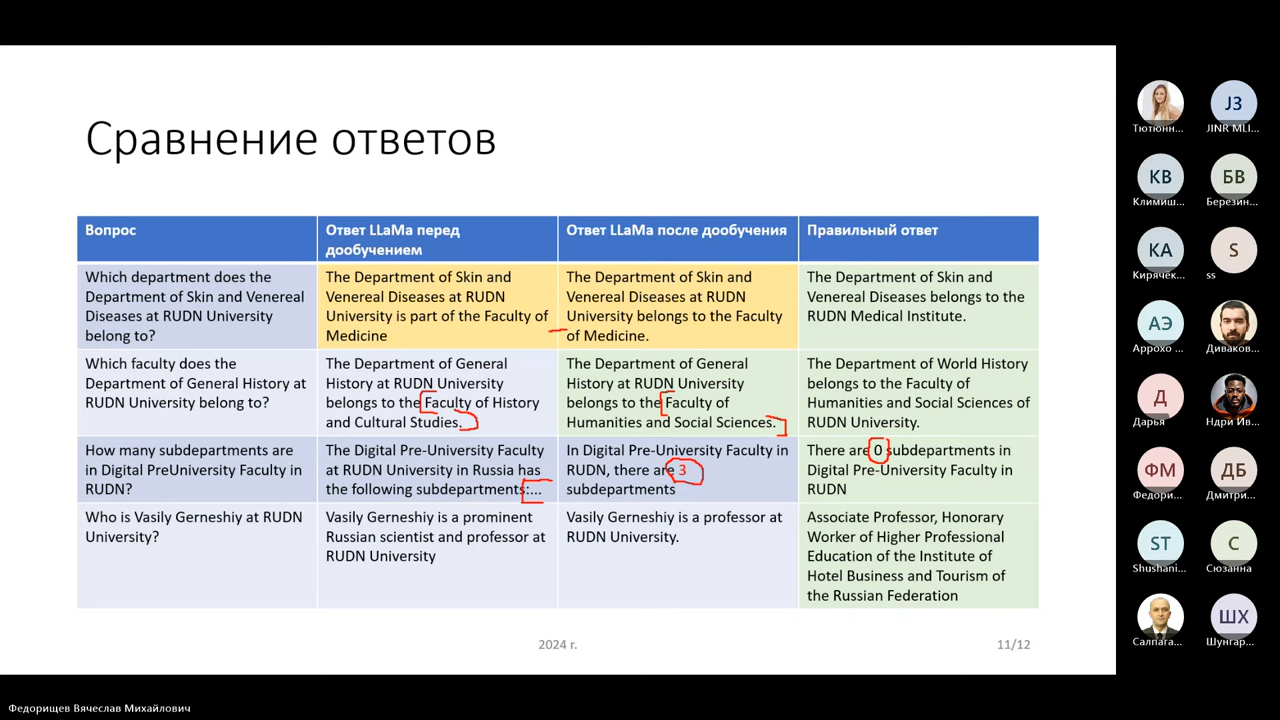 Сравнение ответов
Вопрос
Ответ LLaMa перед
дообучением
Ответ LLaMa после дообучения
Правильный ответ
Which department does the
Department of Skin and Venereal
Diseases at RUDN University
belong to?
The Department of Skin and
Venereal Diseases at RUDN
University is part of the Faculty of
Medicine
The Department of Skin and
Venereal Diseases at RUDN
University belongs to the Faculty
of Medicine.
The Department of Skin and
Venereal Diseases belongs to the
RUDN Medical Institute.
Which faculty does the
Department of General History at
RUDN University belong to?
The Department of General
History at RUDN University
belongs to the Faculty of History
and Cultural Studies.
The Department of General
History at RUDN University
belongs to the Faculty of
Humanities and Social Sciences.
The Department of World History
belongs to the Faculty of
Humanities and Social Sciences of
RUDN University.
How many subdepartments are
in Digital PreUniversity Faculty in
RUDN?
The Digital Pre-University Faculty
at RUDN University in Russia has
the following subdepartments:...
In Digital Pre-University Faculty in
RUDN, there are 3
subdepartments
There are 0 subdepartments in
Digital Pre-University Faculty in
RUDN
Who is Vasily Gerneshiy at RUDN
University?
Vasily Gerneshiy is a prominent
Russian scientist and professor at
RUDN University
Vasily Gerneshiy is a professor at
RUDN University.
Associate Professor, Honorary
Worker of Higher Professional
Education of the Institute of
Hotel Business and Tourism of
the Russian Federation
2024 г.
11/12
Тютюнн...
JЗ
JINR MLI...
КВ
Климиш...
БВ
Березин...
КА
Кирячёк...
S
ss
АЭ
Аррохо ...
Диваков...
Д
Дарья
Ндри Ив...
ФМ
Федори...
ДБ
Дмитри...
ST
Shushani...
С
Сюзанна
Салпага...
ШХ
Шунгар...
Федорищев Вячеслав Михайлович